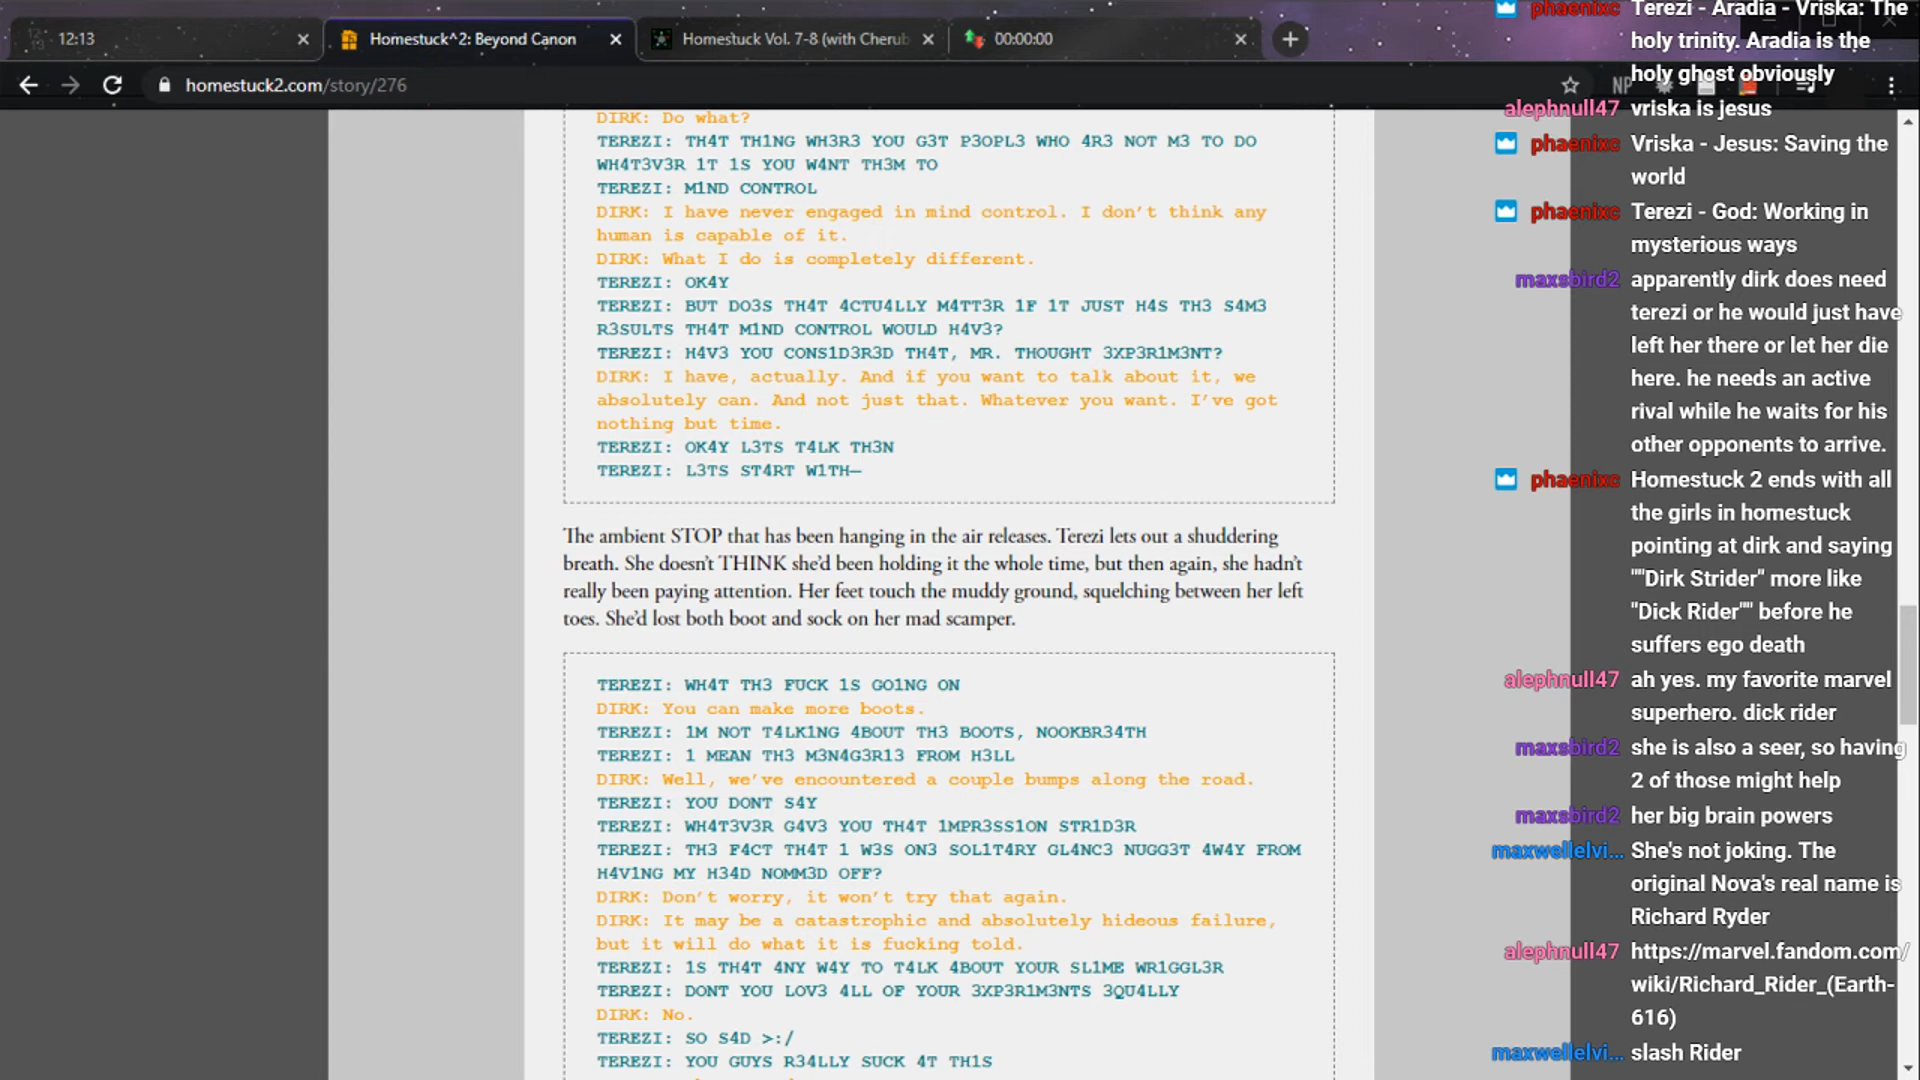 12:13
Homestuck^2: Beyond Canon
Homestuck Vol. 7-8 (with Cherub
00:00:00
homestuck2.com/story/276
NP
DIRK: Do what?
TEREZI: TH4T TH1NG WH3R3 YOU G3T P3OPL3 WHO 4R3 NOT M3 TO DO
WH4T3V3R 1T 1S YOU W4NT TH3M TO
TEREZI: M1ND CONTROL
DIRK: I have never engaged in mind control. I don't think any
human is capable of it.
DIRK: What I do is completely different.
TEREZI: OK4Y
TEREZI: BUT DO3S TH4T 4CTU4LLY M4TT3R 1F 1T JUST H4S TH3 S4M3
R3SULTS TH4T M1ND CONTROL WOULD H4V3?
TEREZI: H4V3 YOU CONS1D3R3D TH4T, MR. THOUGHT 3XP3R1M3NT?
DIRK: I have, actually. And if you want to talk about it, we
absolutely can. And not just that. Whatever you want. I've got
nothing but time.
TEREZI: OK4Y L3TS T4LK TH3N
TEREZI: L3TS ST4RT W1TH—
The ambient STOP that has been hanging in the air releases. Terezi lets out a shuddering
breath. She doesn't THINK she'd been holding it the whole time, but then again, she hadn't
really been paying attention. Her feet touch the muddy ground, squelching between her left
toes. She'd lost both boot and sock on her mad scamper.
TEREZI: WH4T TH3 FUCK 1S GO1NG ON
DIRK: You can make more boots.
TEREZI: 1M NOT T4LK1NG 4BOUT TH3 BOOTS, NOOKBR34TH
TEREZI: 1 MEAN TH3 M3N4G3R13 FROM H3LL
DIRK: Well, we've encountered a couple bumps along the road.
TEREZI: YOU DONT S4Y
TEREZI: WH4T3V3R G4V3 YOU TH4T 1MPR3SS1ON STR1D3R
TEREZI: TH3 F4CT TH4T 1 W3S ON3 SOL1T4RY GL4NC3 NUGG3T 4W4Y FROM
H4V1NG MY H34D NOMM3D OFF?
DIRK: Don't worry, it won't try that again.
DIRK: It may be a catastrophic and absolutely hideous failure,
but it will do what it is fucking told.
TEREZI: 1S TH4T 4NY W4Y TO T4LK 4BOUT YOUR SL1ME WR1GGL3R
TEREZI: DONT YOU LOV3 4LL OF YOUR 3XP3R1M3NTS 3QU4LLY
DIRK: No.
TEREZI: SO S4D >:/
TEREZI: YOU GUYS R34LLY SUCK 4T TH1S
phaenixc Terezi - Aradia - Vriska: The
holy trinity. Aradia is the
holy ghost obviously
alephnull47 vriska is jesus
phaenixc Vriska - Jesus: Saving the
world
phaenixc Terezi - God: Working in
mysterious ways
maxsbird2 apparently dirk does need
terezi or he would just have
left her there or let her die
here. he needs an active
rival while he waits for his
other opponents to arrive.
phaenixc Homestuck 2 ends with all
the girls in homestuck
pointing at dirk and saying
""Dirk Strider" more like
"Dick Rider"" before he
suffers ego death
alephnull47 ah yes. my favorite marvel
superhero. dick rider
maxsbird2 she is also a seer, so having
2 of those might help
maxsbird2 her big brain powers
maxwellelvi... She's not joking. The
original Nova's real name is
Richard Ryder
alephnull47 https://marvel.fandom.com/
wiki/Richard_Rider_(Earth-
616)
maxwellelvi... slash Rider